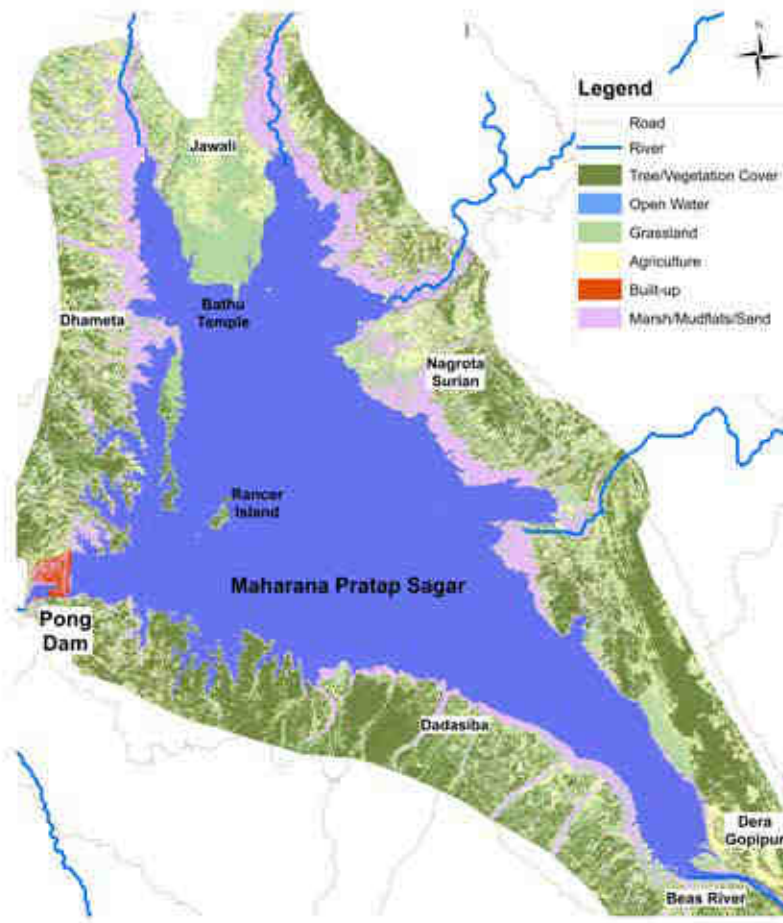 N
Legend
Road
River
Tree/Vegetation Cover
Open Water
Grassland
Agriculture
Built-up
Marsh/Mudflats/Sand
Jawali
Bathu
Temple
Dhameta
Nagrota
Surian
Rancer
Island
Maharana Pratap Sagar
Pong
Dam
Dadasiba
Dera
Gopipur
Beas River